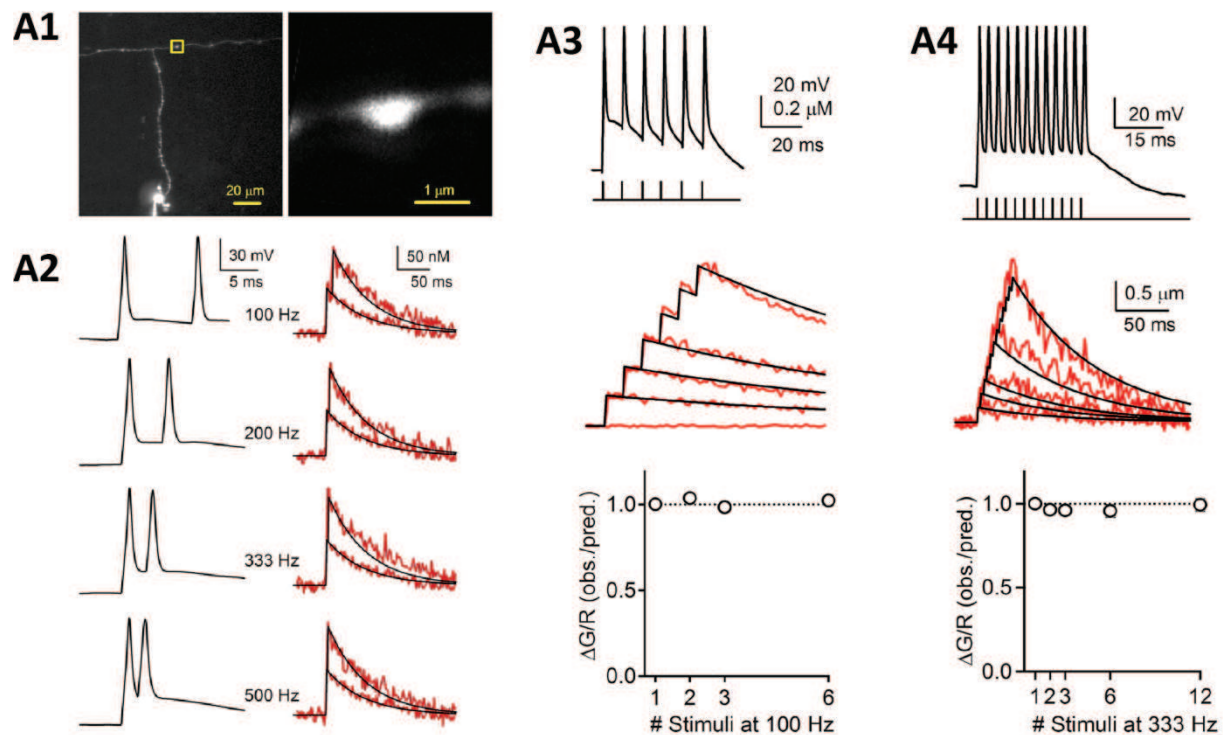 A1
20 μm
1 μm
A2
30 mV
5 ms
50 nM
50 ms
100 Hz
200 Hz
333 Hz
500 Hz
A3
20 mV
0.2 μM
20 ms
ΔG/R (obs./pred.)
1.0
0.5
0.0
1 2 3 6
# Stimuli at 100 Hz
A4
20 mV
15 ms
0.5 μm
50 ms
ΔG/R (obs./pred.)
1.0
0.5
0.0
1 2 3 6 12
# Stimuli at 333 Hz